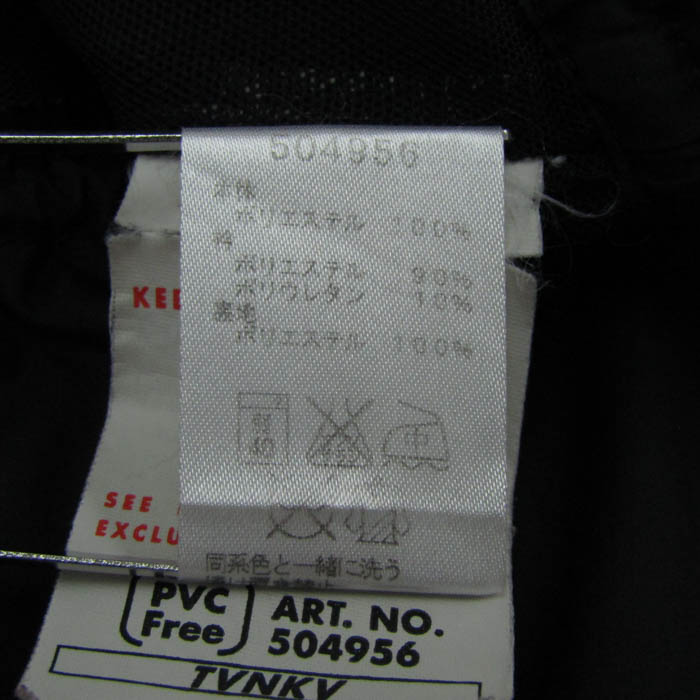 504956
本体
ポリエステル 100%
衿
ポリエステル 90%
ポリウレタン 10%
裏地
ポリエステル 100%
弱 40
中
同系色と一緒に洗う
SEE
EXCLU
PVC
Free
ART. NO.
504956